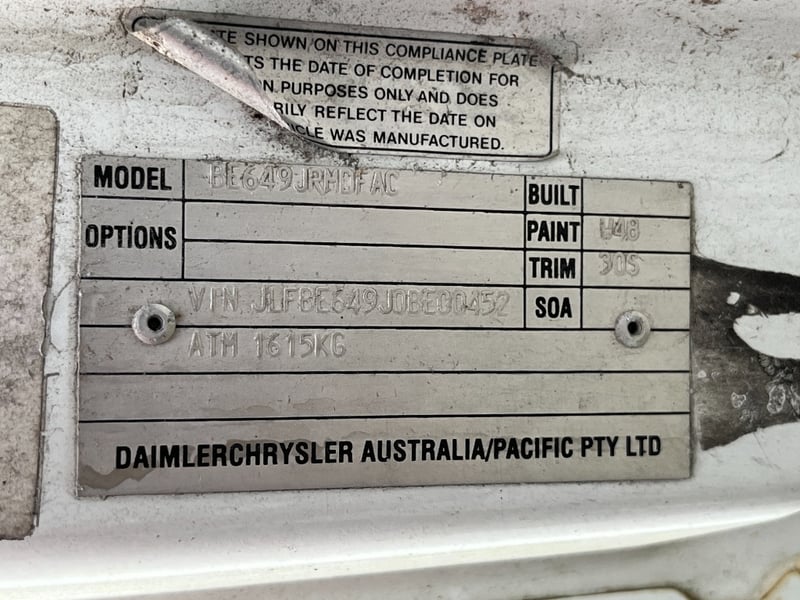 TE SHOWN ON THIS COMPLIANCE PLATE
TS THE DATE OF COMPLETION FOR
N PURPOSES ONLY AND DOES
RILY REFLECT THE DATE ON
ICLE WAS MANUFACTURED.
MODEL BE649JRMDFAC BUILT
OPTIONS PAINT W48
TRIM 30S
VIN JLFBE649J0BE00452 SOA
ATM 1615KG
DAIMLERCHRYSLER AUSTRALIA/PACIFIC PTY LTD